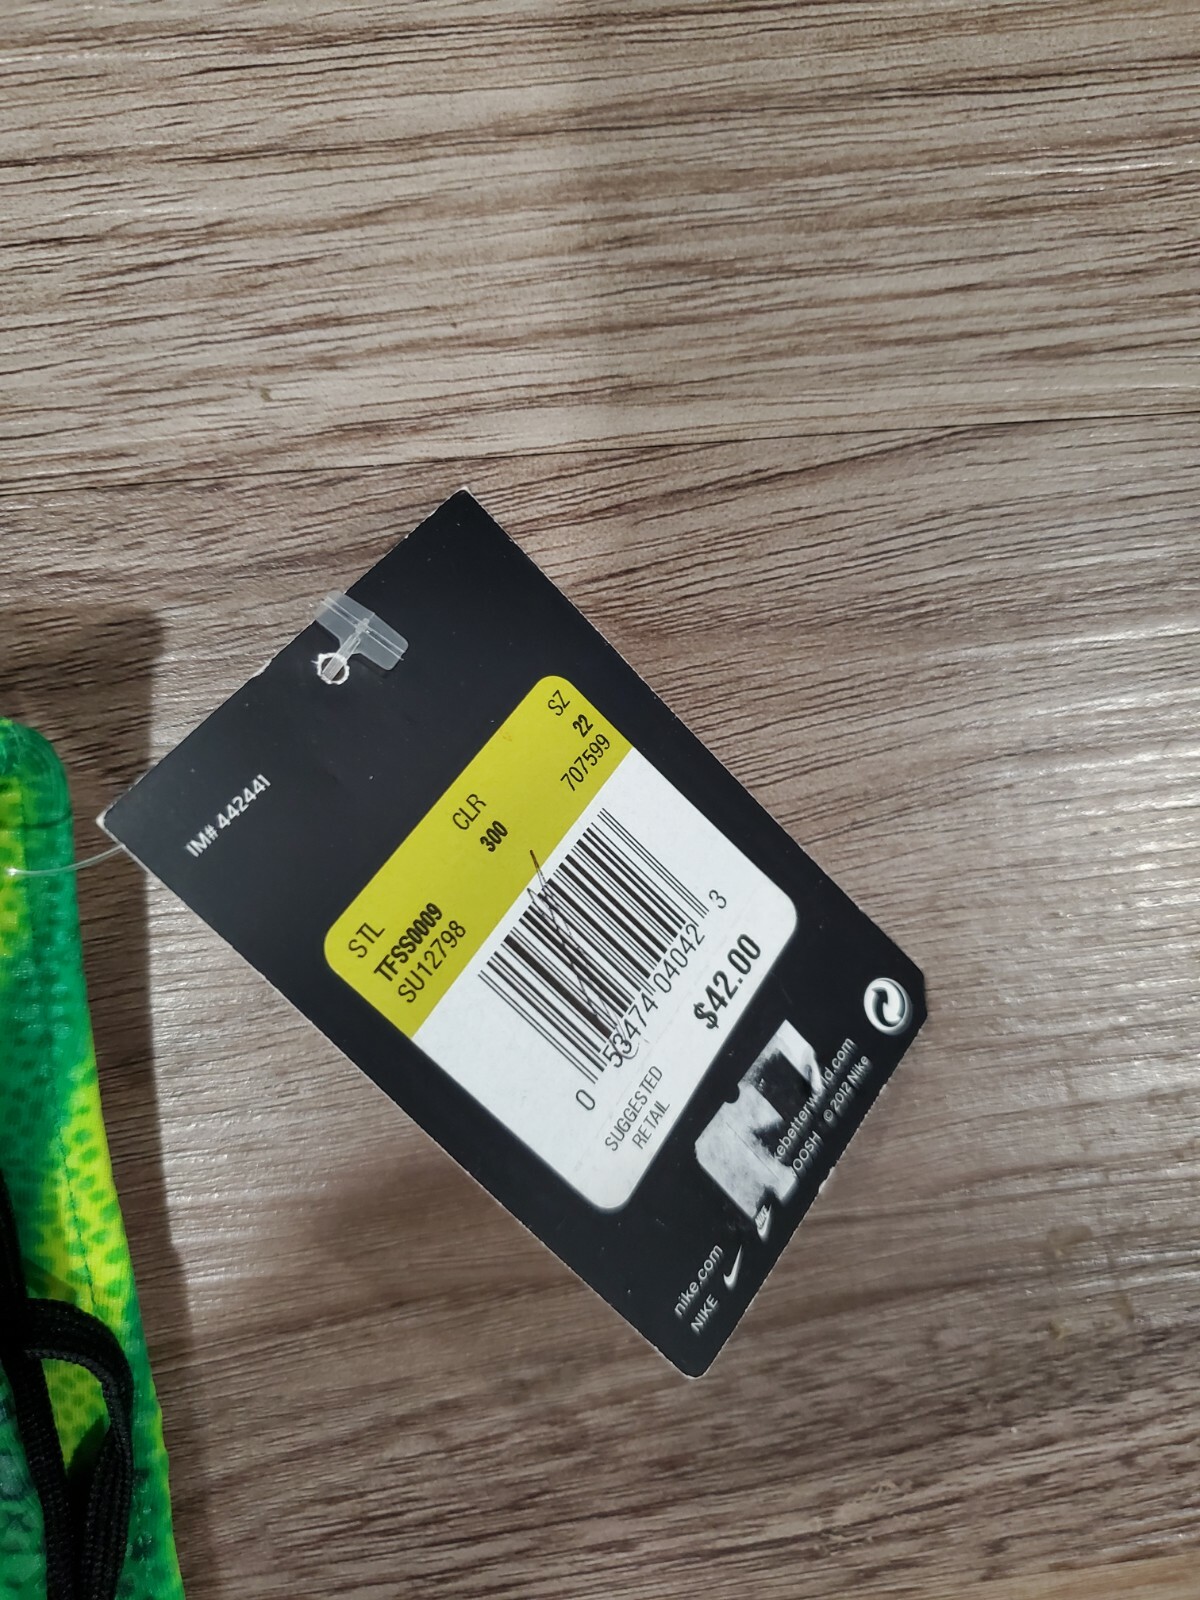 IM# 442441
STL CLR SZ
TFSS0009 300 22
SU12798 707599
0 53474 04042 3
SUGGESTED
RETAIL
$42.00
nike.com
NIKE
© 2012 Nike